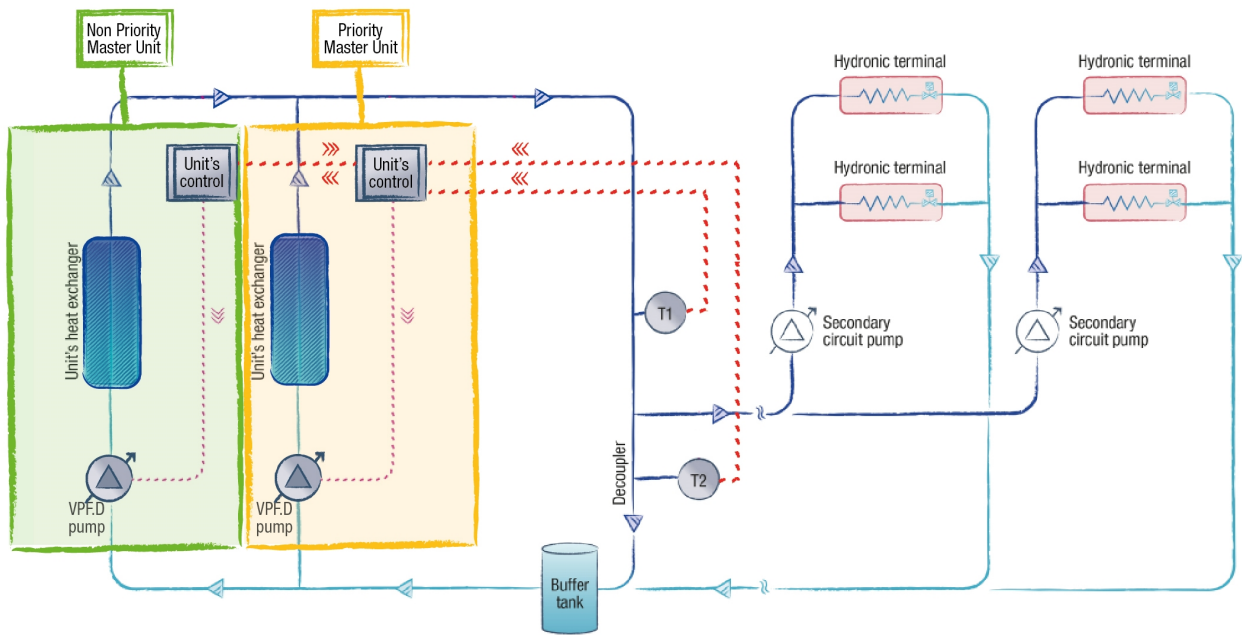 Non Priority
Master Unit
Priority
Master Unit
Hydronic terminal
Hydronic terminal
Unit's
control
Unit's
control
Hydronic terminal
Hydronic terminal
Unit's heat exchanger
Unit's heat exchanger
T1
Secondary
circuit pump
Secondary
circuit pump
Decoupler
T2
VPF.D
pump
VPF.D
pump
Buffer
tank